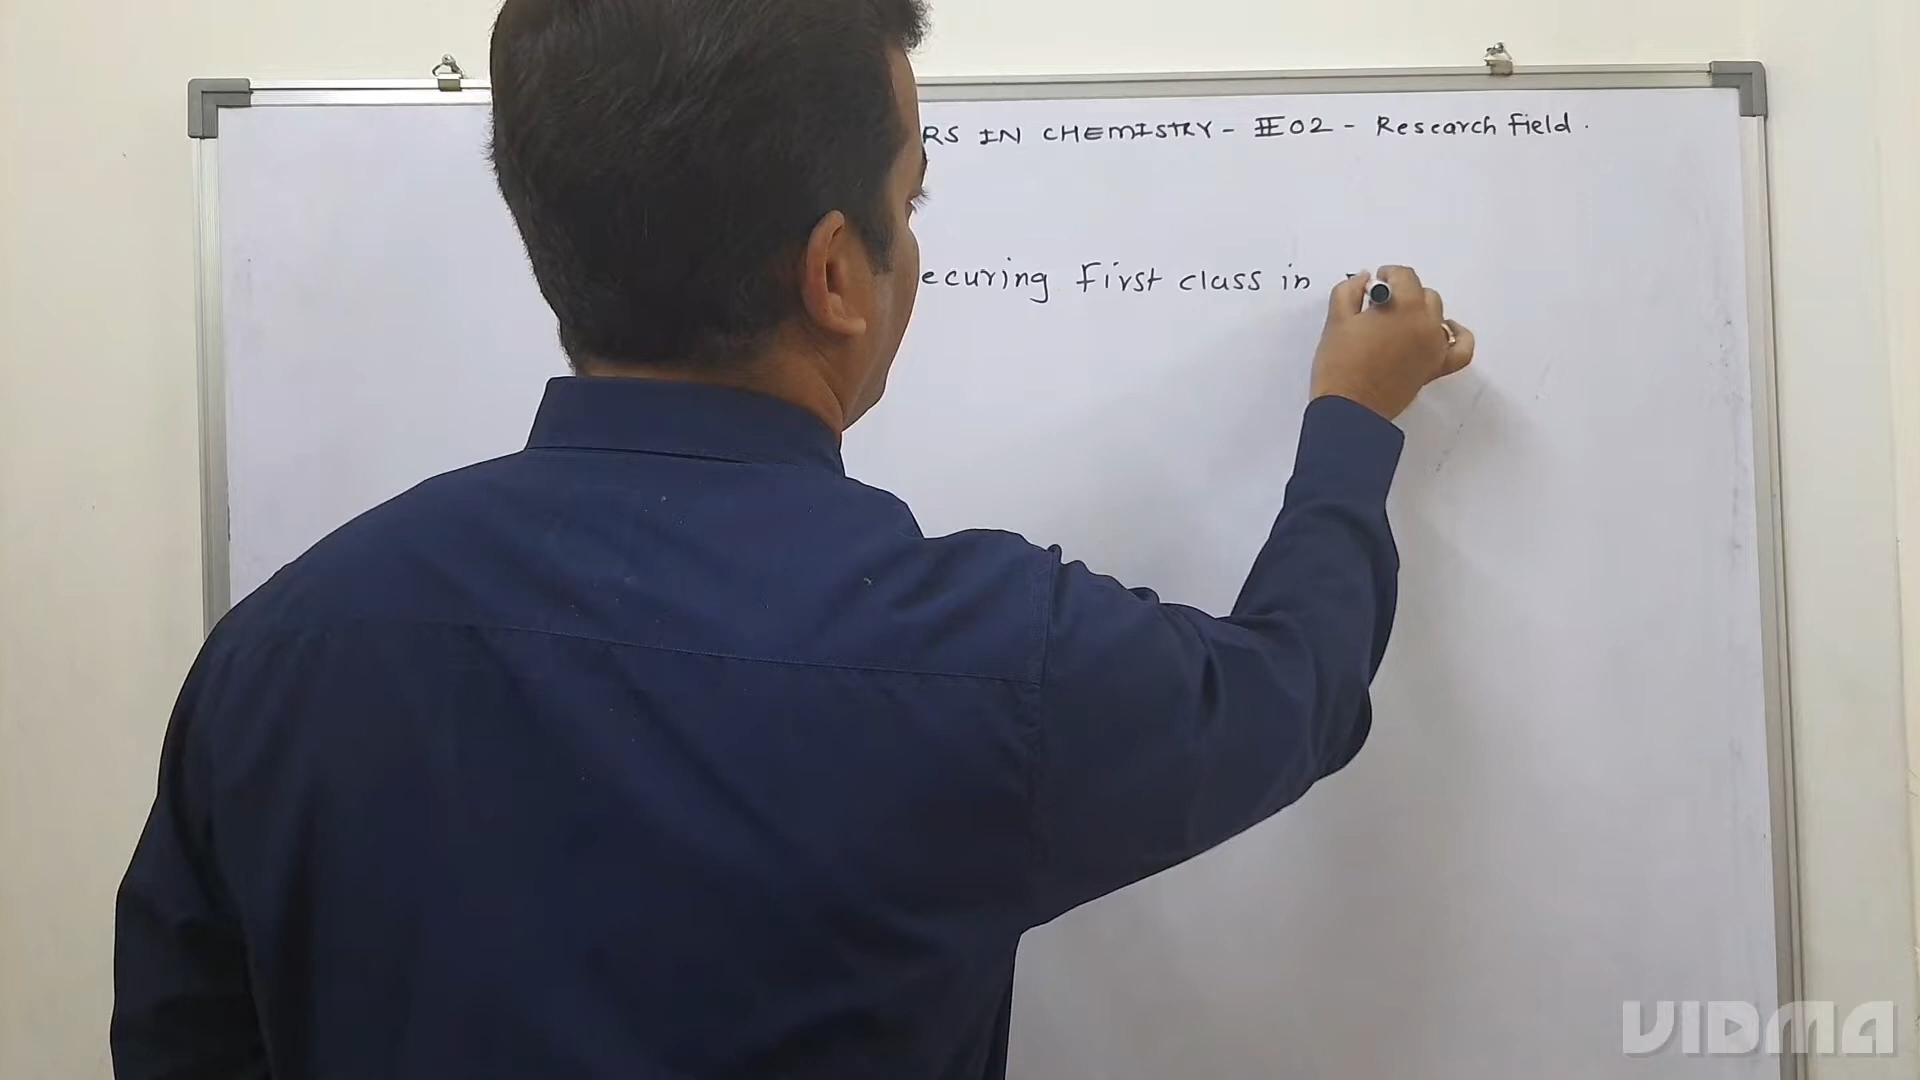 RS IN CHEMISTRY - II 02 - Research Field.
ecuring First class in
VIDMA